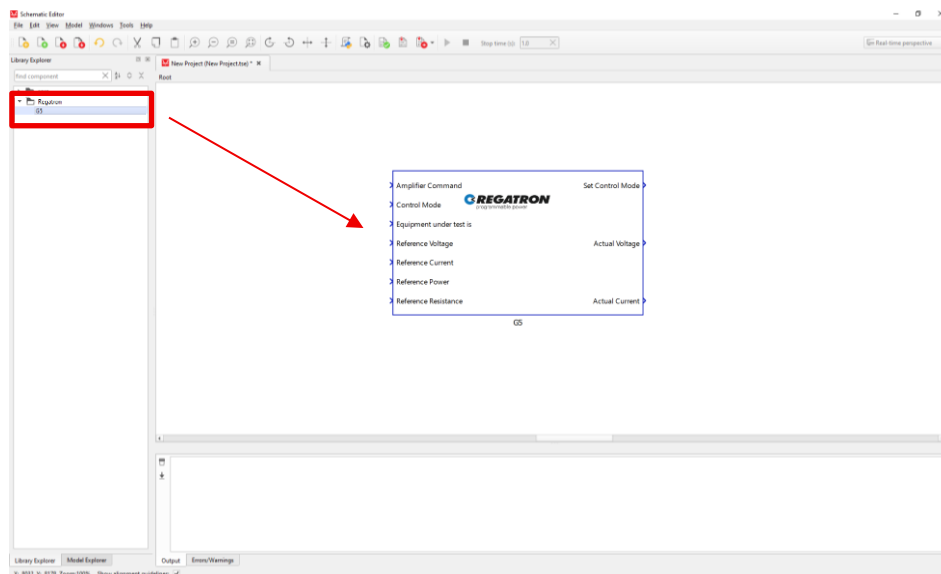 Schematic Editor
File Edit View Model Windows Tools Help
Stop time (s): 1.0
Real-time perspective
Library Explorer
New Project (New Project.tse) *
find component
Root
Regatron
G5
Amplifier Command
Set Control Mode
Control Mode
REGATRON
programmable power
Equipment under test is
Reference Voltage
Actual Voltage
Reference Current
Reference Power
Reference Resistance
Actual Current
G5
Library Explorer
Model Explorer
Output
Errors/Warnings